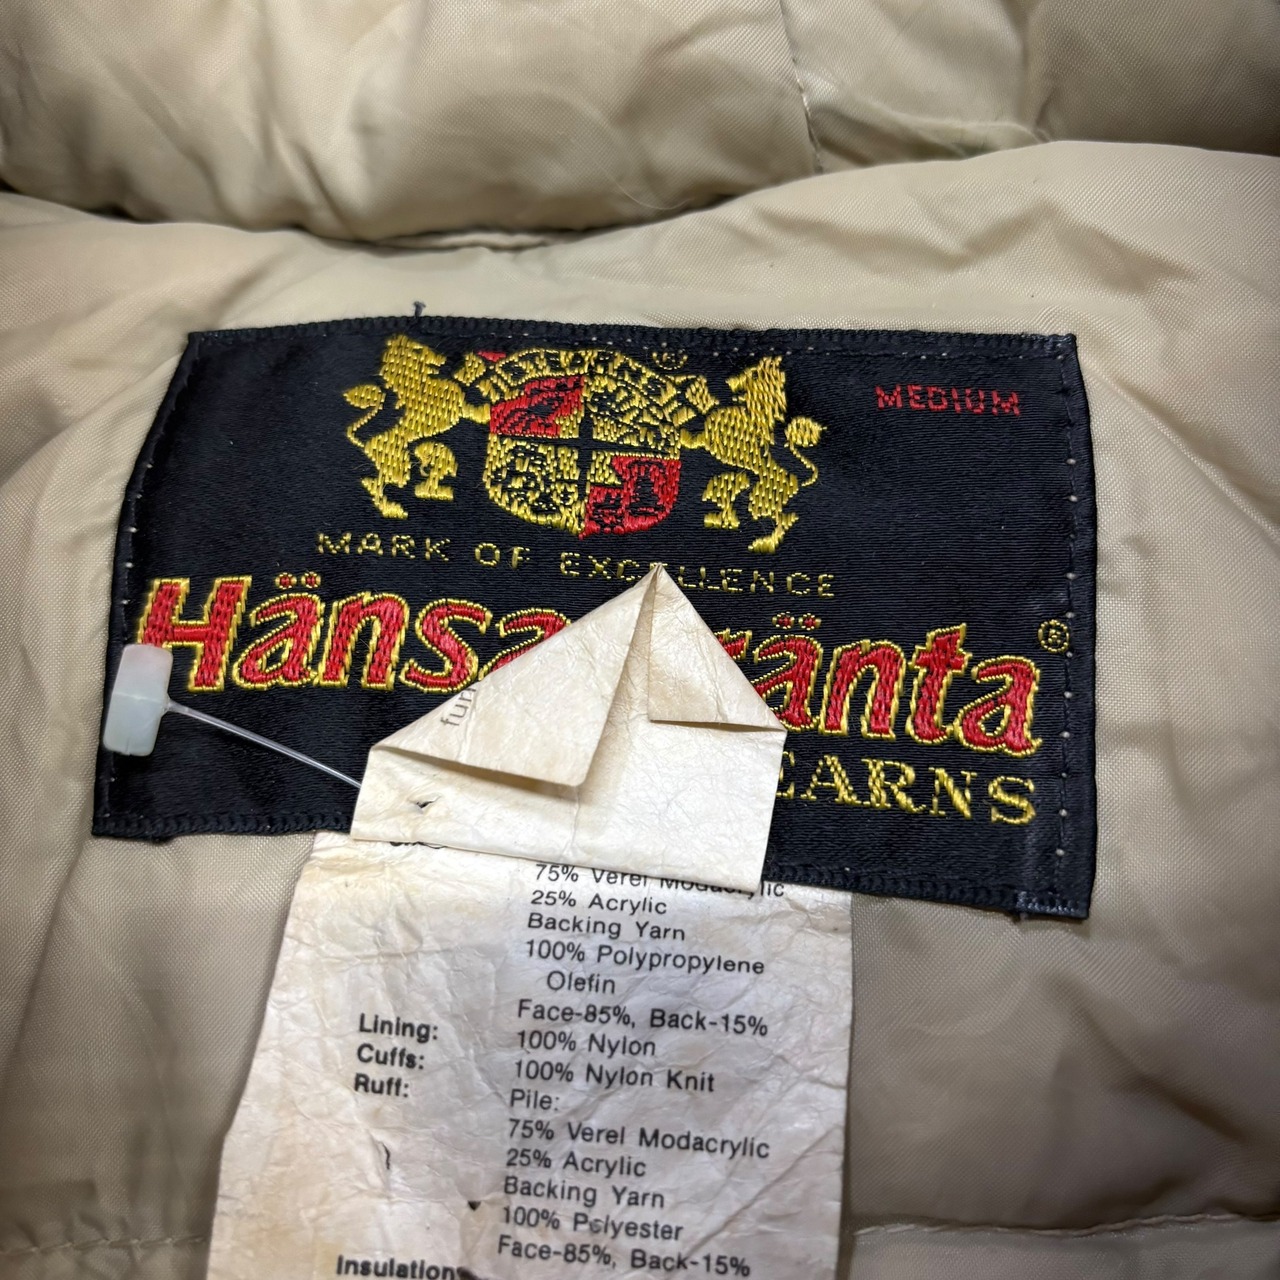 MEDIUM
MARK OF EXCELLENCE
Hänsa ränta ®
EARNS
fur
75% Verel Modacrylic
25% Acrylic
Backing Yarn
100% Polypropylene
Olefin
Face-85%, Back-15%
Lining: 100% Nylon
Cuffs: 100% Nylon Knit
Ruff: Pile:
75% Verel Modacrylic
25% Acrylic
Backing Yarn
100% Polyester
Face-85%, Back-15%
Insulation